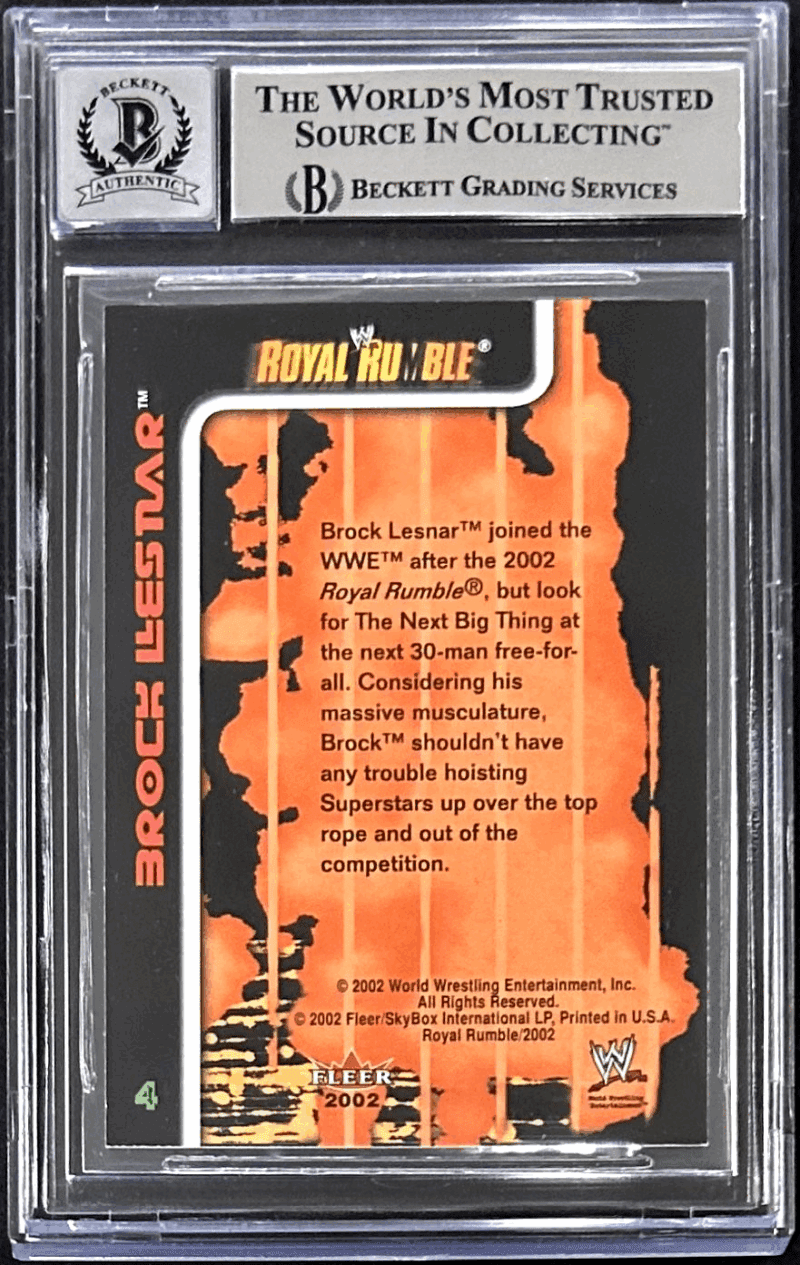 BECKETT
B
AUTHENTIC
THE WORLD'S MOST TRUSTED
SOURCE IN COLLECTING™
B BECKETT GRADING SERVICES
W
ROYAL RUMBLE®
BROCK LESNAR™
Brock Lesnar™ joined the
WWE™ after the 2002
Royal Rumble®, but look
for The Next Big Thing at
the next 30-man free-for-
all. Considering his
massive musculature,
Brock™ shouldn't have
any trouble hoisting
Superstars up over the top
rope and out of the
competition.
© 2002 World Wrestling Entertainment, Inc.
All Rights Reserved.
© 2002 Fleer/SkyBox International LP, Printed in U.S.A.
Royal Rumble/2002
FLEER
2002
W
World Wrestling
Entertainment™
4